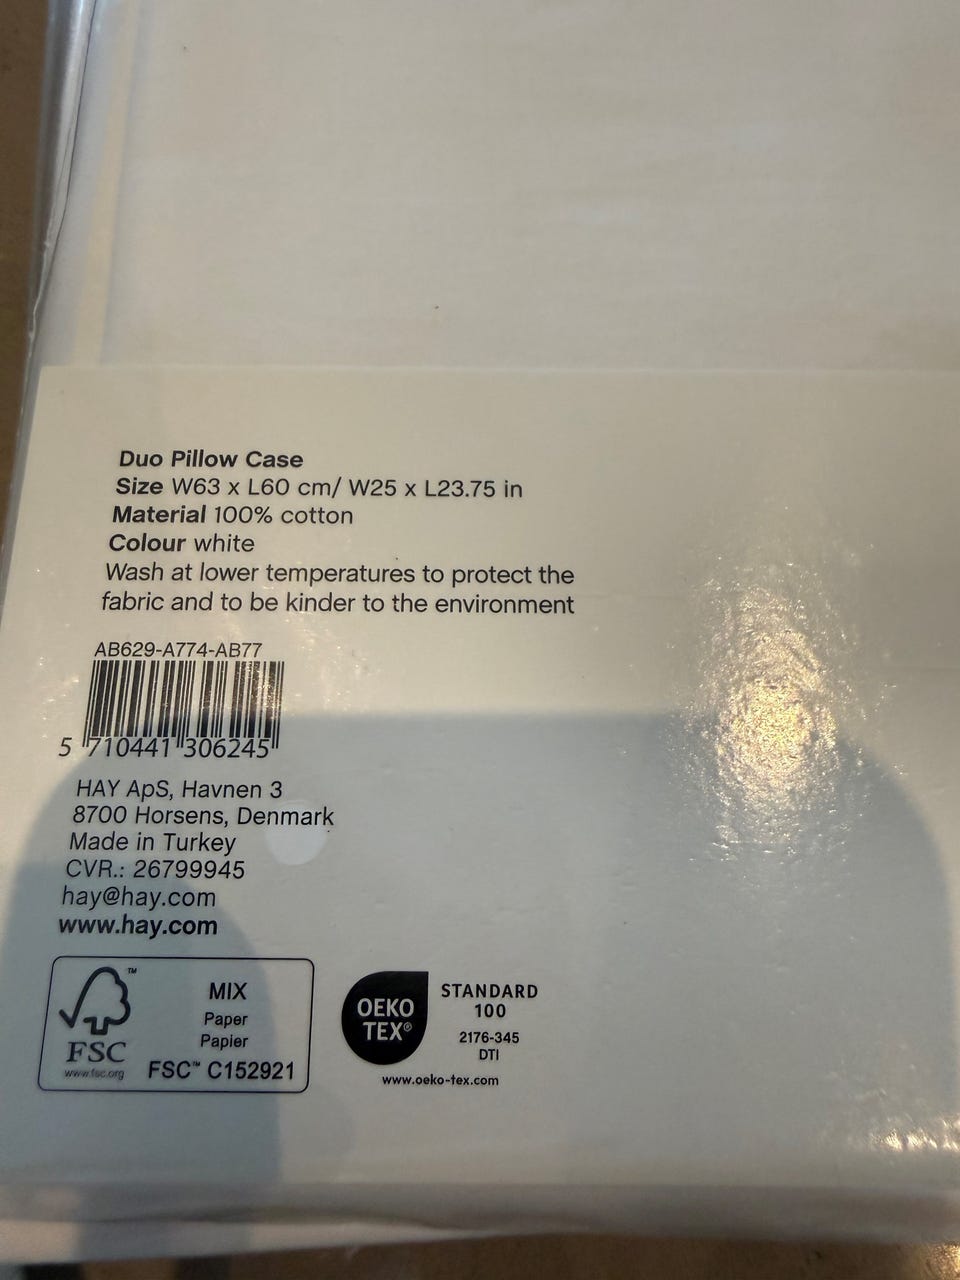 Duo Pillow Case
Size W63 x L60 cm/ W25 x L23.75 in
Material 100% cotton
Colour white
Wash at lower temperatures to protect the
fabric and to be kinder to the environment
AB629-A774-AB77
5 710441 306245
HAY ApS, Havnen 3
8700 Horsens, Denmark
Made in Turkey
CVR.: 26799945
hay@hay.com
www.hay.com
™
MIX
Paper
Papier
FSC
www.fsc.org
FSC™ C152921
OEKO
TEX®
STANDARD
100
2176-345
DTI
www.oeko-tex.com